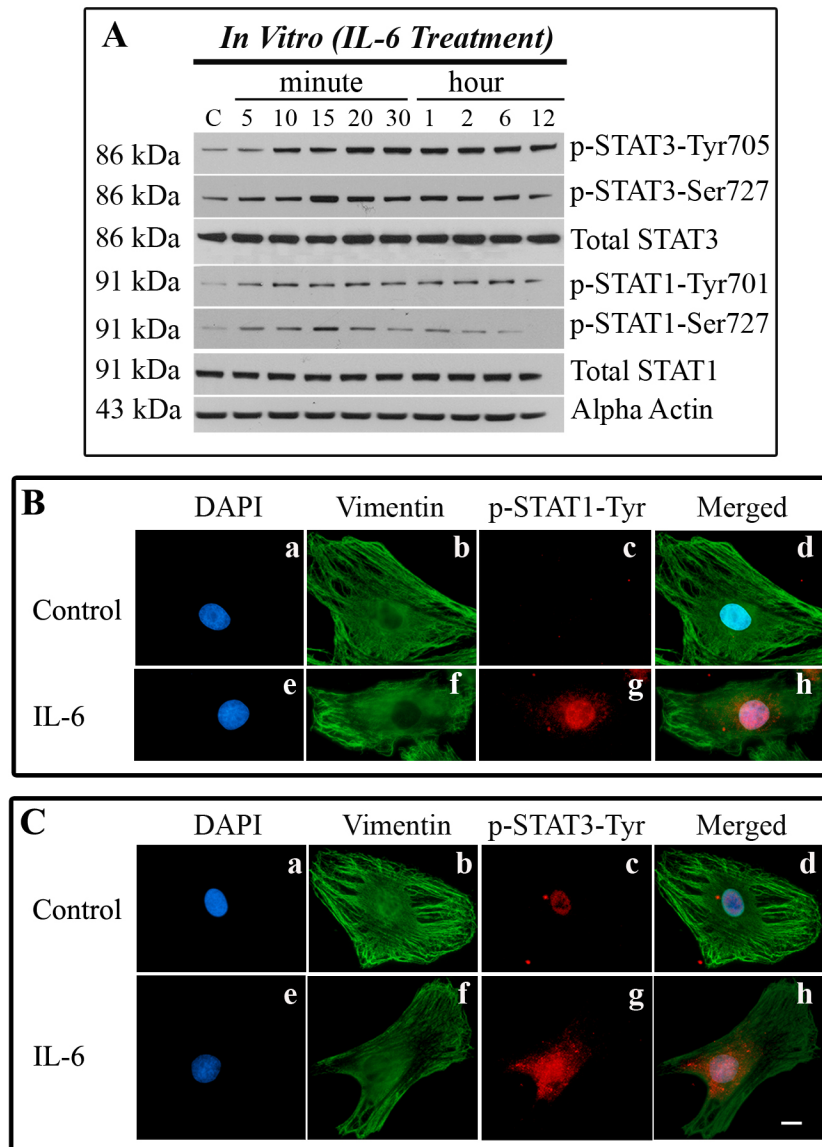 A
In Vitro (IL-6 Treatment)
minute hour
C 5 10 15 20 30 1 2 6 12
86 kDa p-STAT3-Tyr705
86 kDa p-STAT3-Ser727
86 kDa Total STAT3
91 kDa p-STAT1-Tyr701
91 kDa p-STAT1-Ser727
91 kDa Total STAT1
43 kDa Alpha Actin
B
DAPI Vimentin p-STAT1-Tyr Merged
Control a b c d
IL-6 e f g h
C
DAPI Vimentin p-STAT3-Tyr Merged
Control a b c d
IL-6 e f g h